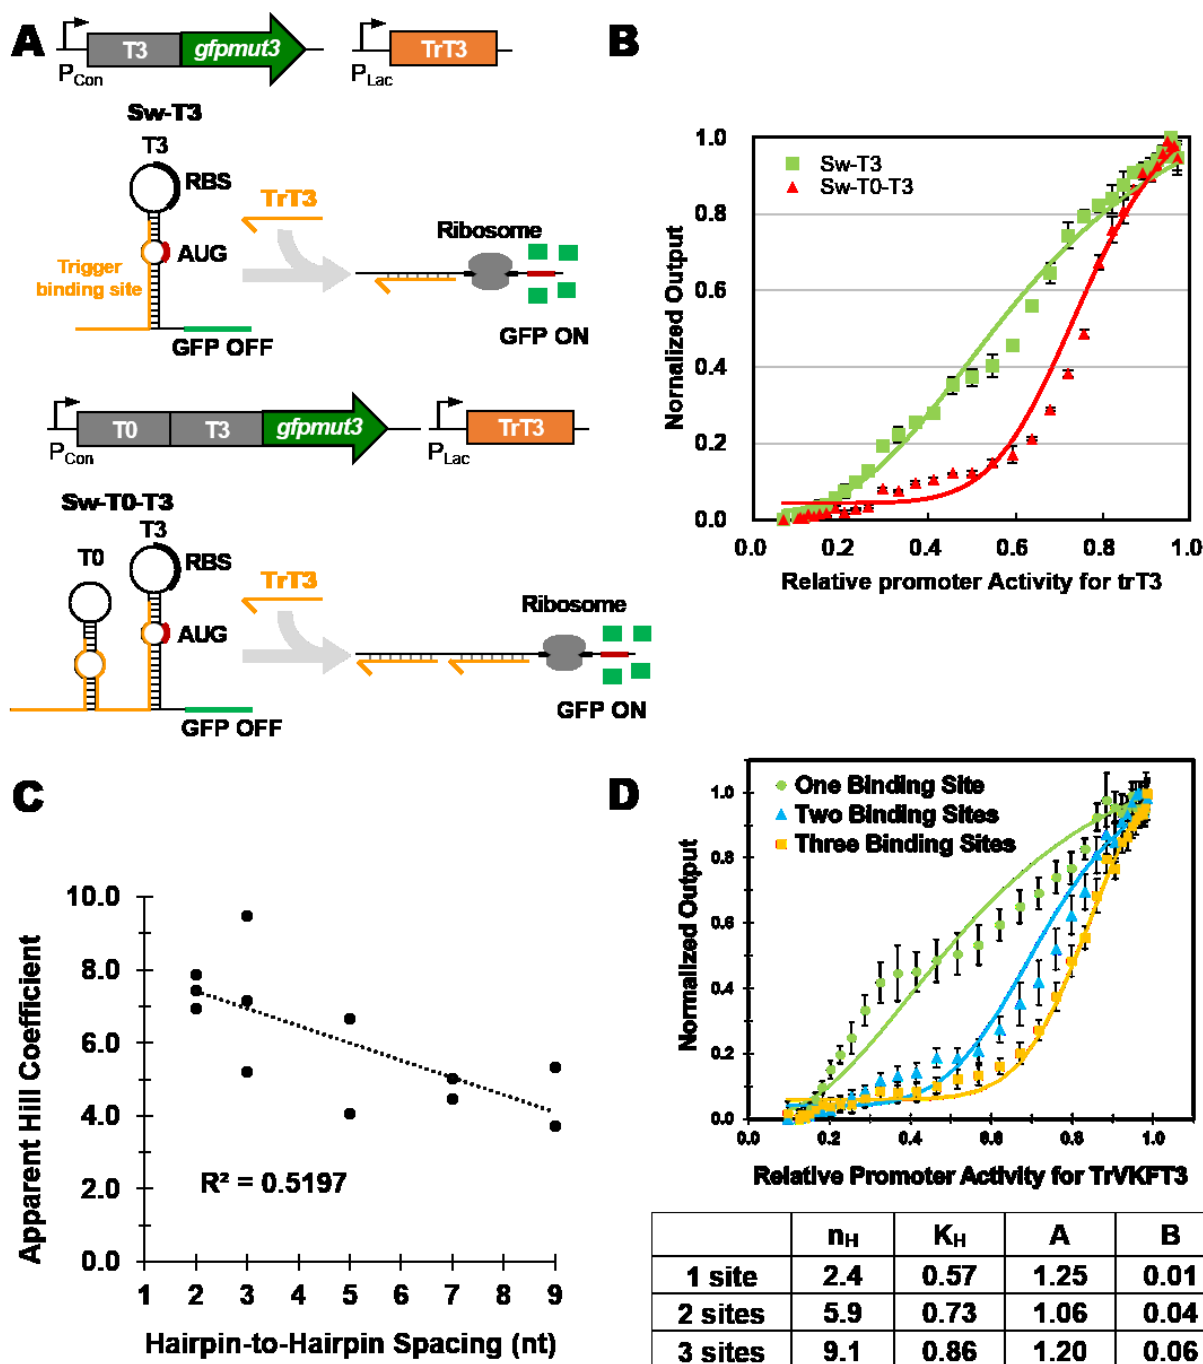 A
T3 gfpmut3
TrT3
P_Con
P_Lac
Sw-T3
T3
RBS
TrT3
AUG
Trigger
binding site
Ribosome
GFP OFF
GFP ON
T0 T3 gfpmut3
TrT3
P_Con
P_Lac
Sw-T0-T3
T3
T0
RBS
TrT3
AUG
Ribosome
GFP OFF
GFP ON
B
Nornalized Output
1.0
0.8
0.6
0.4
0.2
0.0
Sw-T3
Sw-T0-T3
0.0 0.2 0.4 0.6 0.8 1.0
Relative promoter Activity for trT3
C
Apparent Hill Coefficient
10.0
8.0
6.0
4.0
2.0
0.0
R² = 0.5197
1 2 3 4 5 6 7 8 9
Hairpin-to-Hairpin Spacing (nt)
D
Normalized Output
1.0
0.8
0.6
0.4
0.2
0.0
One Binding Site
Two Binding Sites
Three Binding Sites
0.0 0.2 0.4 0.6 0.8 1.0
Relative Promoter Activity for TrVKFT3
n_H K_H A B
1 site 2.4 0.57 1.25 0.01
2 sites 5.9 0.73 1.06 0.04
3 sites 9.1 0.86 1.20 0.06